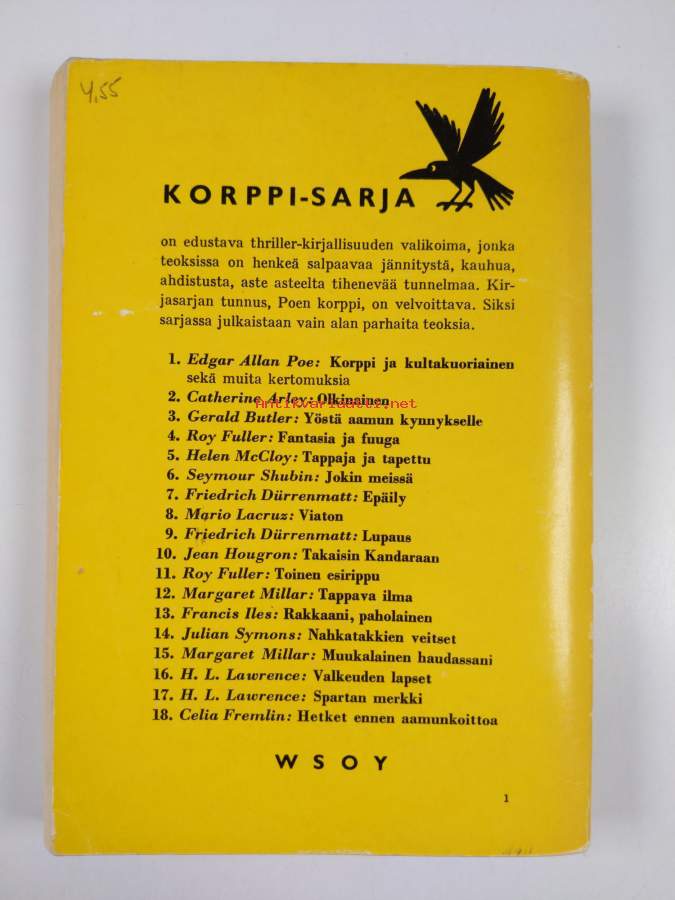 4,55
KORPPI-SARJA
on edustava thriller-kirjallisuuden valikoima, jonka
teoksissa on henkeä salpaavaa jännitystä, kauhua,
ahdistusta, aste asteelta tihenevää tunnelmaa. Kir-
jasarjan tunnus, Poen korppi, on velvoittava. Siksi
sarjassa julkaistaan vain alan parhaita teoksia.
1. Edgar Allan Poe: Korppi ja kultakuoriainen
sekä muita kertomuksia
2. Catherine Arley: Olkinainen
antikvariaatti.net
3. Gerald Butler: Yöstä aamun kynnykselle
4. Roy Fuller: Fantasia ja fuuga
5. Helen McCloy: Tappaja ja tapettu
6. Seymour Shubin: Jokin meissä
7. Friedrich Dürrenmatt: Epäily
8. Mario Lacruz: Viaton
9. Friedrich Dürrenmatt: Lupaus
10. Jean Hougron: Takaisin Kandaraan
11. Roy Fuller: Toinen esirippu
12. Margaret Millar: Tappava ilma
13. Francis Iles: Rakkaani, paholainen
14. Julian Symons: Nahkatakkien veitset
15. Margaret Millar: Muukalainen haudassani
16. H. L. Lawrence: Valkeuden lapset
17. H. L. Lawrence: Spartan merkki
18. Celia Fremlin: Hetket ennen aamunkoittoa
WSOY
1